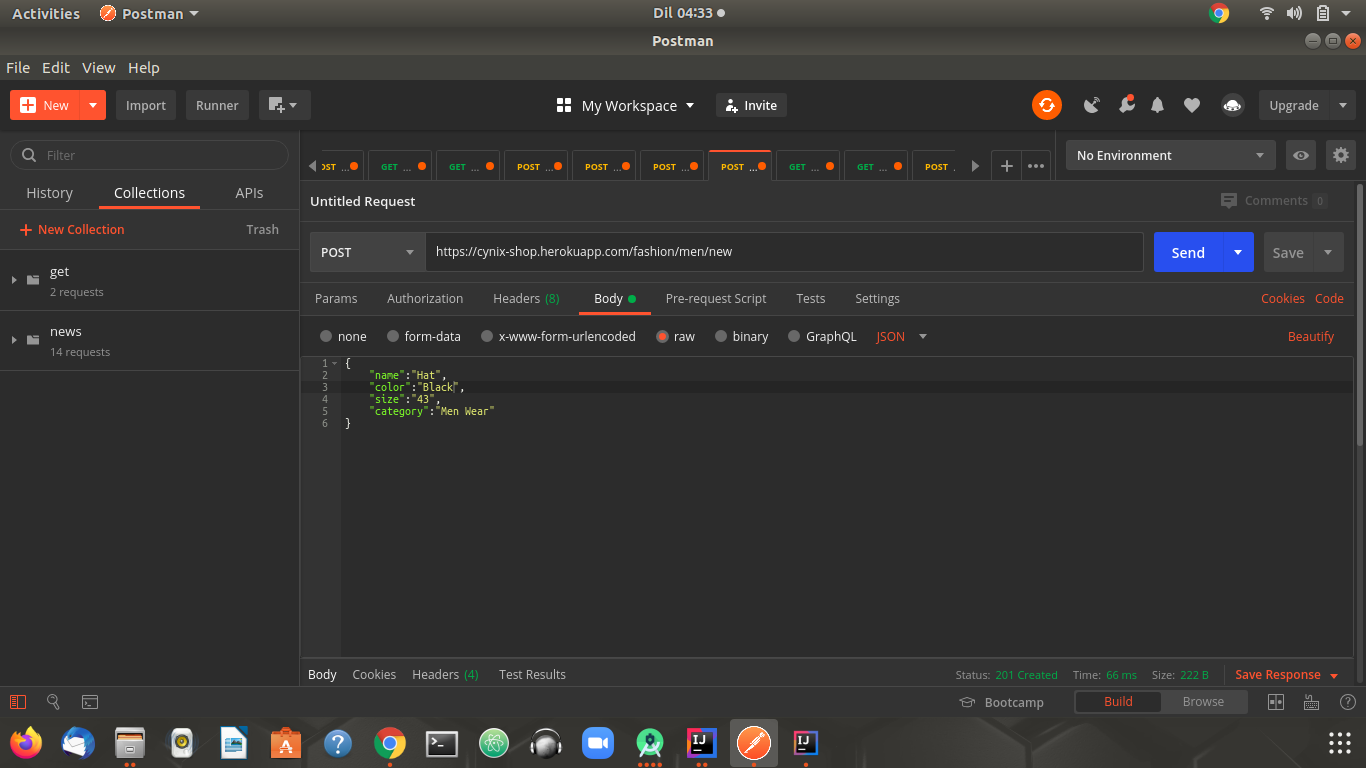 Activities Postman Dil 04:33
Postman
File Edit View Help
New Import Runner My Workspace Invite Upgrade
Filter
OST ... GET ... GET ... POST ... POST ... POST ... POST ... GET ... GET ... POST . No Environment
History Collections APIs
Untitled Request Comments 0
New Collection Trash
POST https://cynix-shop.herokuapp.com/fashion/men/new Send Save
get
2 requests
Params Authorization Headers (8) Body Pre-request Script Tests Settings Cookies Code
news
14 requests
none form-data x-www-form-urlencoded raw binary GraphQL JSON Beautify
1 {
2 "name":"Hat",
3 "color":"Black",
4 "size":"43",
5 "category":"Men Wear"
6 }
Body Cookies Headers (4) Test Results Status: 201 Created Time: 66 ms Size: 222 B Save Response
Bootcamp Build Browse